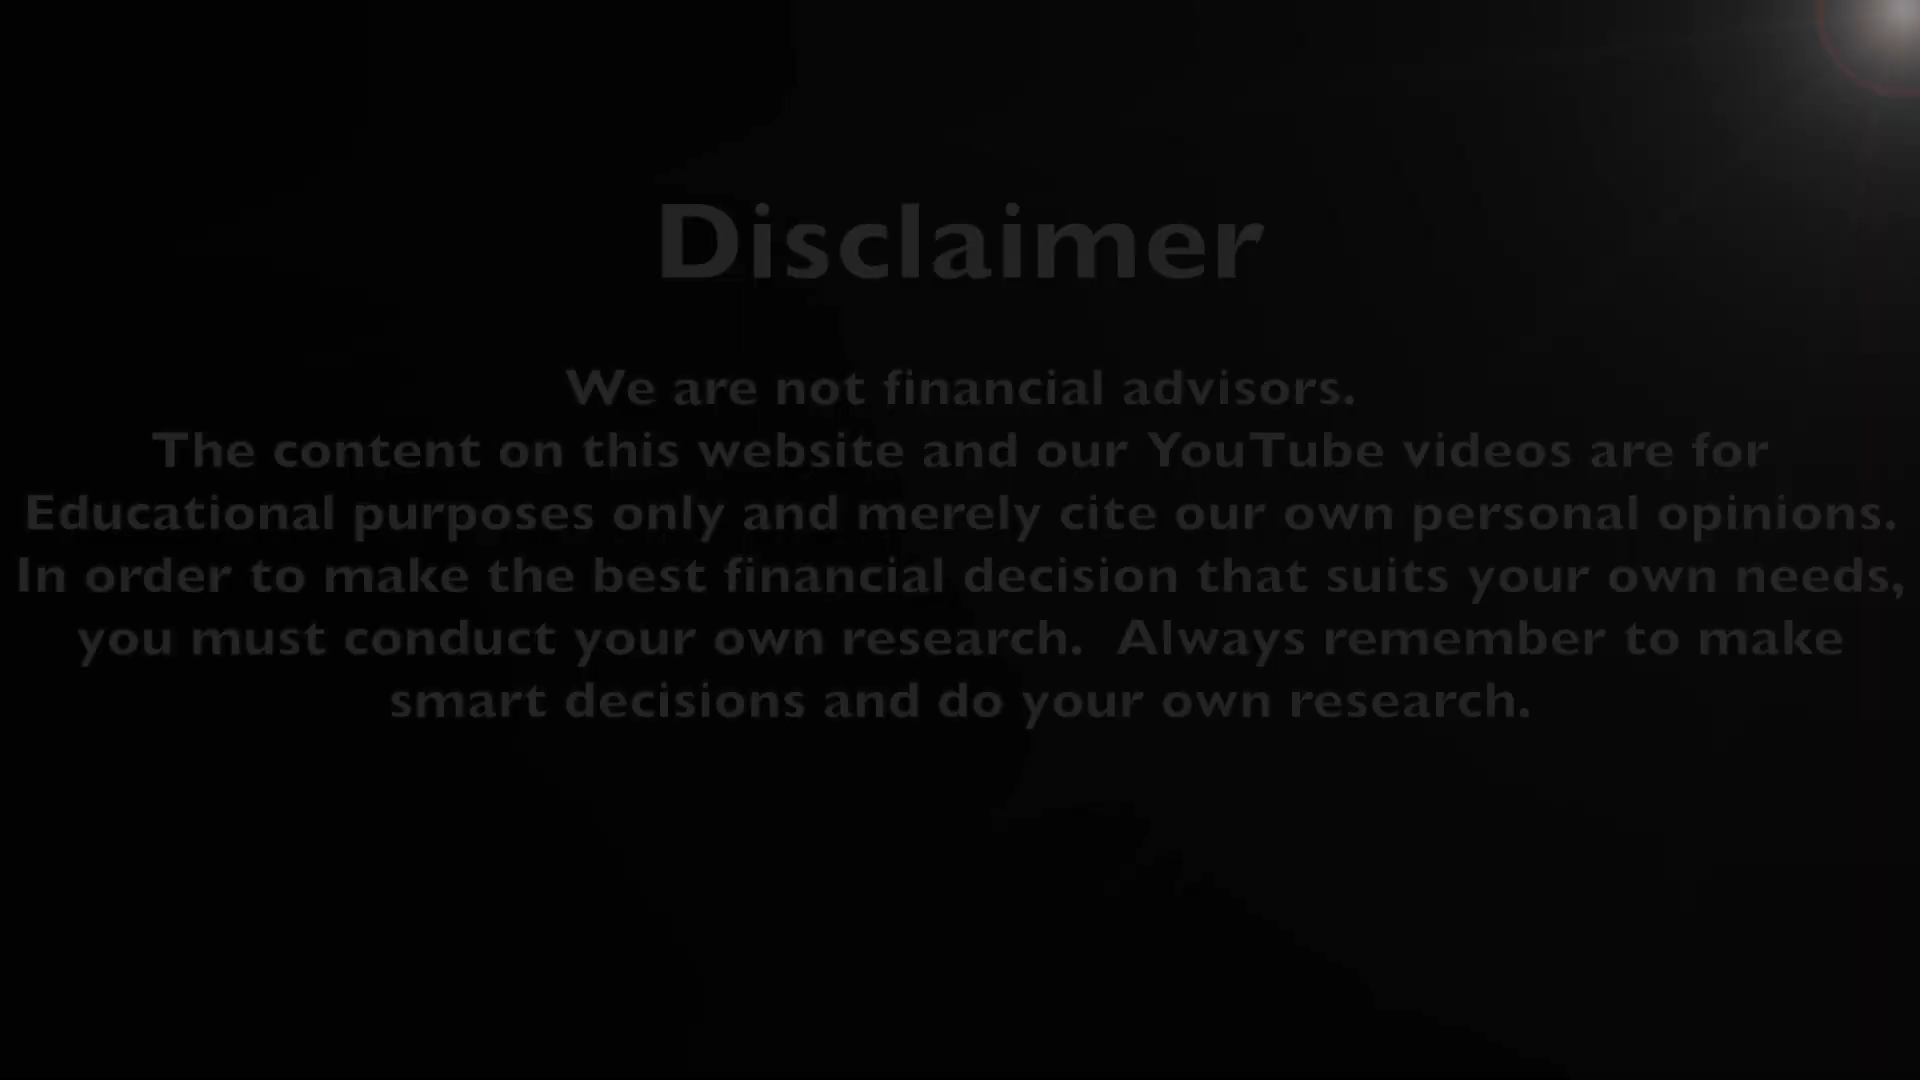 Disclaimer
We are not financial advisors.
The content on this website and our YouTube videos are for
Educational purposes only and merely cite our own personal opinions.
In order to make the best financial decision that suits your own needs,
you must conduct your own research.  Always remember to make
smart decisions and do your own research.